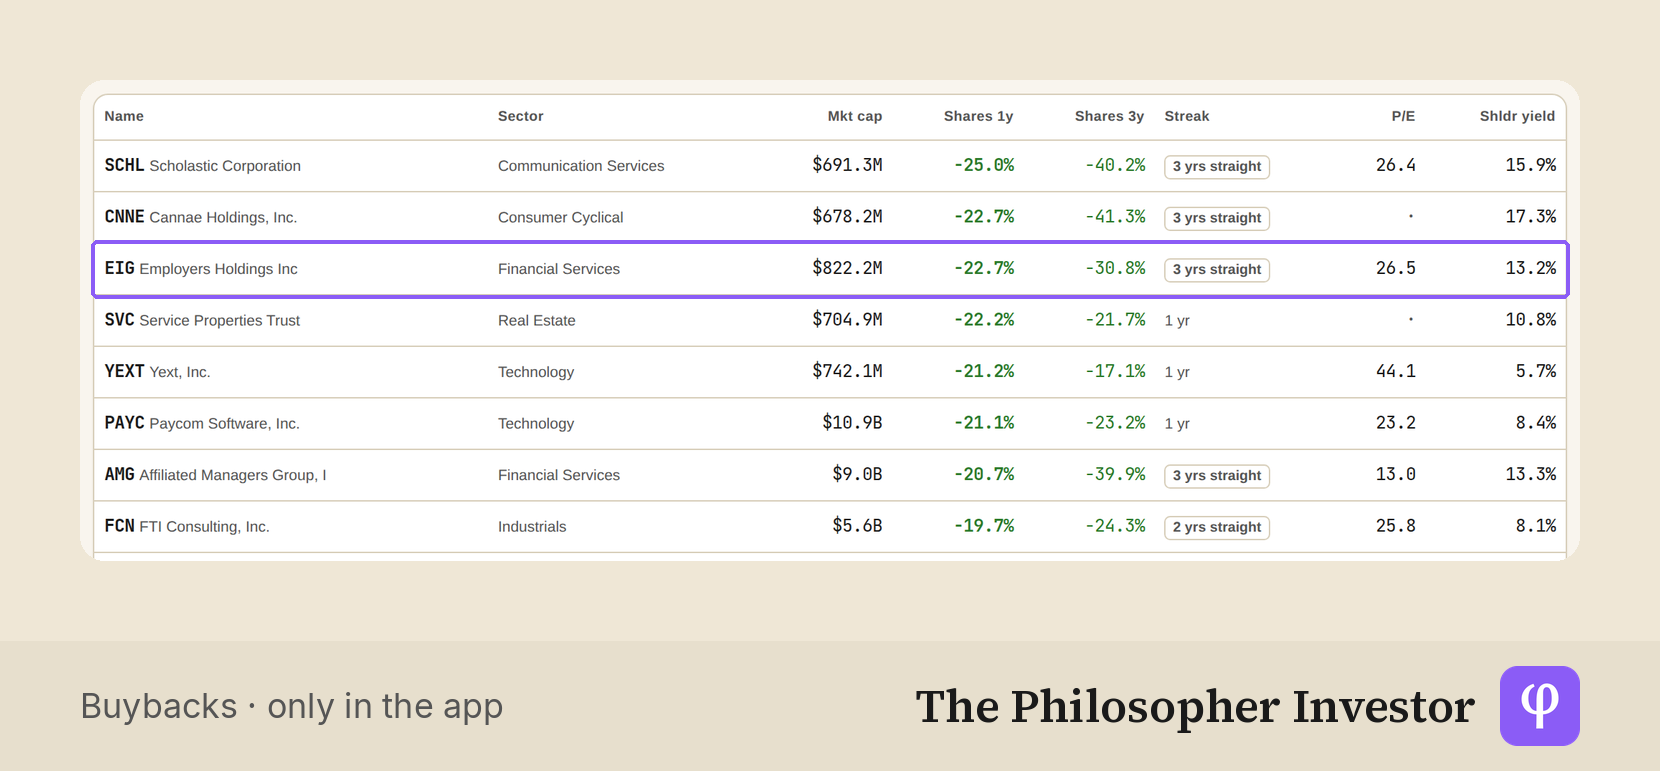 Name Sector Mkt cap Shares 1y Shares 3y Streak P/E Shldr yield
SCHL Scholastic Corporation Communication Services $691.3M -25.0% -40.2% 3 yrs straight 26.4 15.9%
CNNE Cannae Holdings, Inc. Consumer Cyclical $678.2M -22.7% -41.3% 3 yrs straight · 17.3%
EIG Employers Holdings Inc Financial Services $822.2M -22.7% -30.8% 3 yrs straight 26.5 13.2%
SVC Service Properties Trust Real Estate $704.9M -22.2% -21.7% 1 yr · 10.8%
YEXT Yext, Inc. Technology $742.1M -21.2% -17.1% 1 yr 44.1 5.7%
PAYC Paycom Software, Inc. Technology $10.9B -21.1% -23.2% 1 yr 23.2 8.4%
AMG Affiliated Managers Group, I Financial Services $9.0B -20.7% -39.9% 3 yrs straight 13.0 13.3%
FCN FTI Consulting, Inc. Industrials $5.6B -19.7% -24.3% 2 yrs straight 25.8 8.1%
Buybacks · only in the app
The Philosopher Investor φ